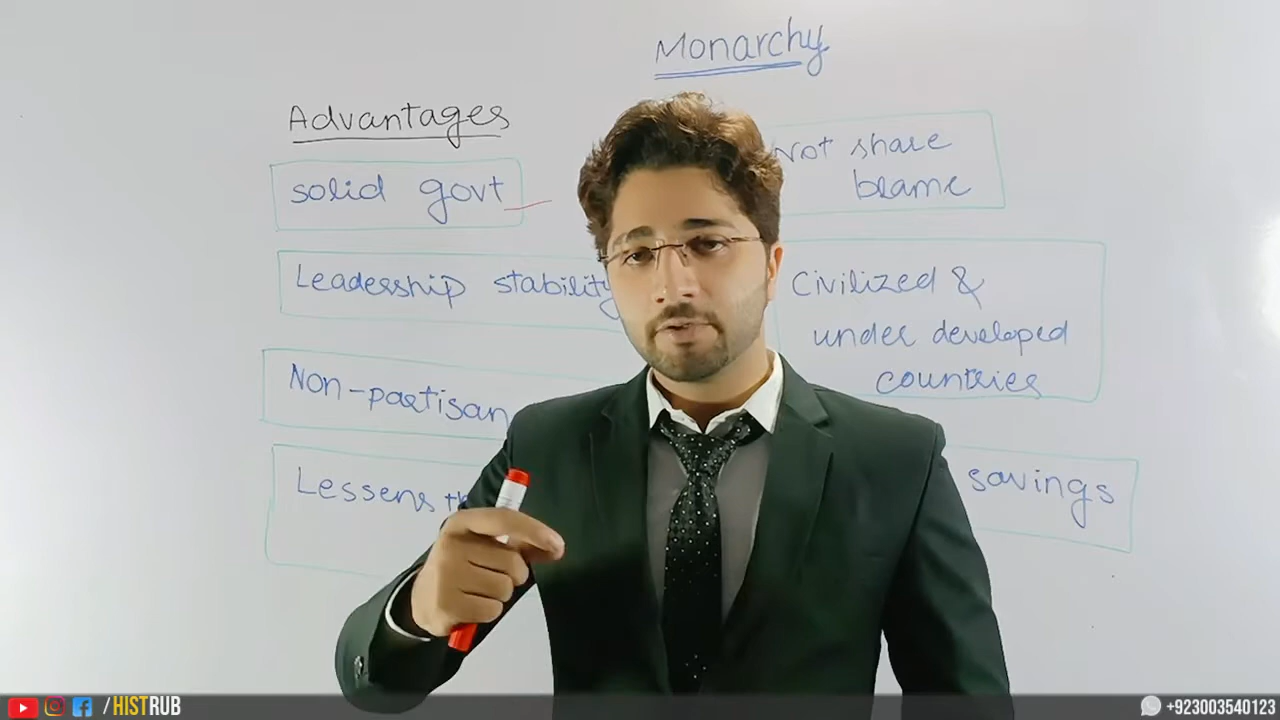 Monarchy
Advantages
solid govt
Leadership stability
Non-partisan
Lessens
Not share
blame
Civilized &
under developed
countries
savings
/HISTRUB
+923003540123